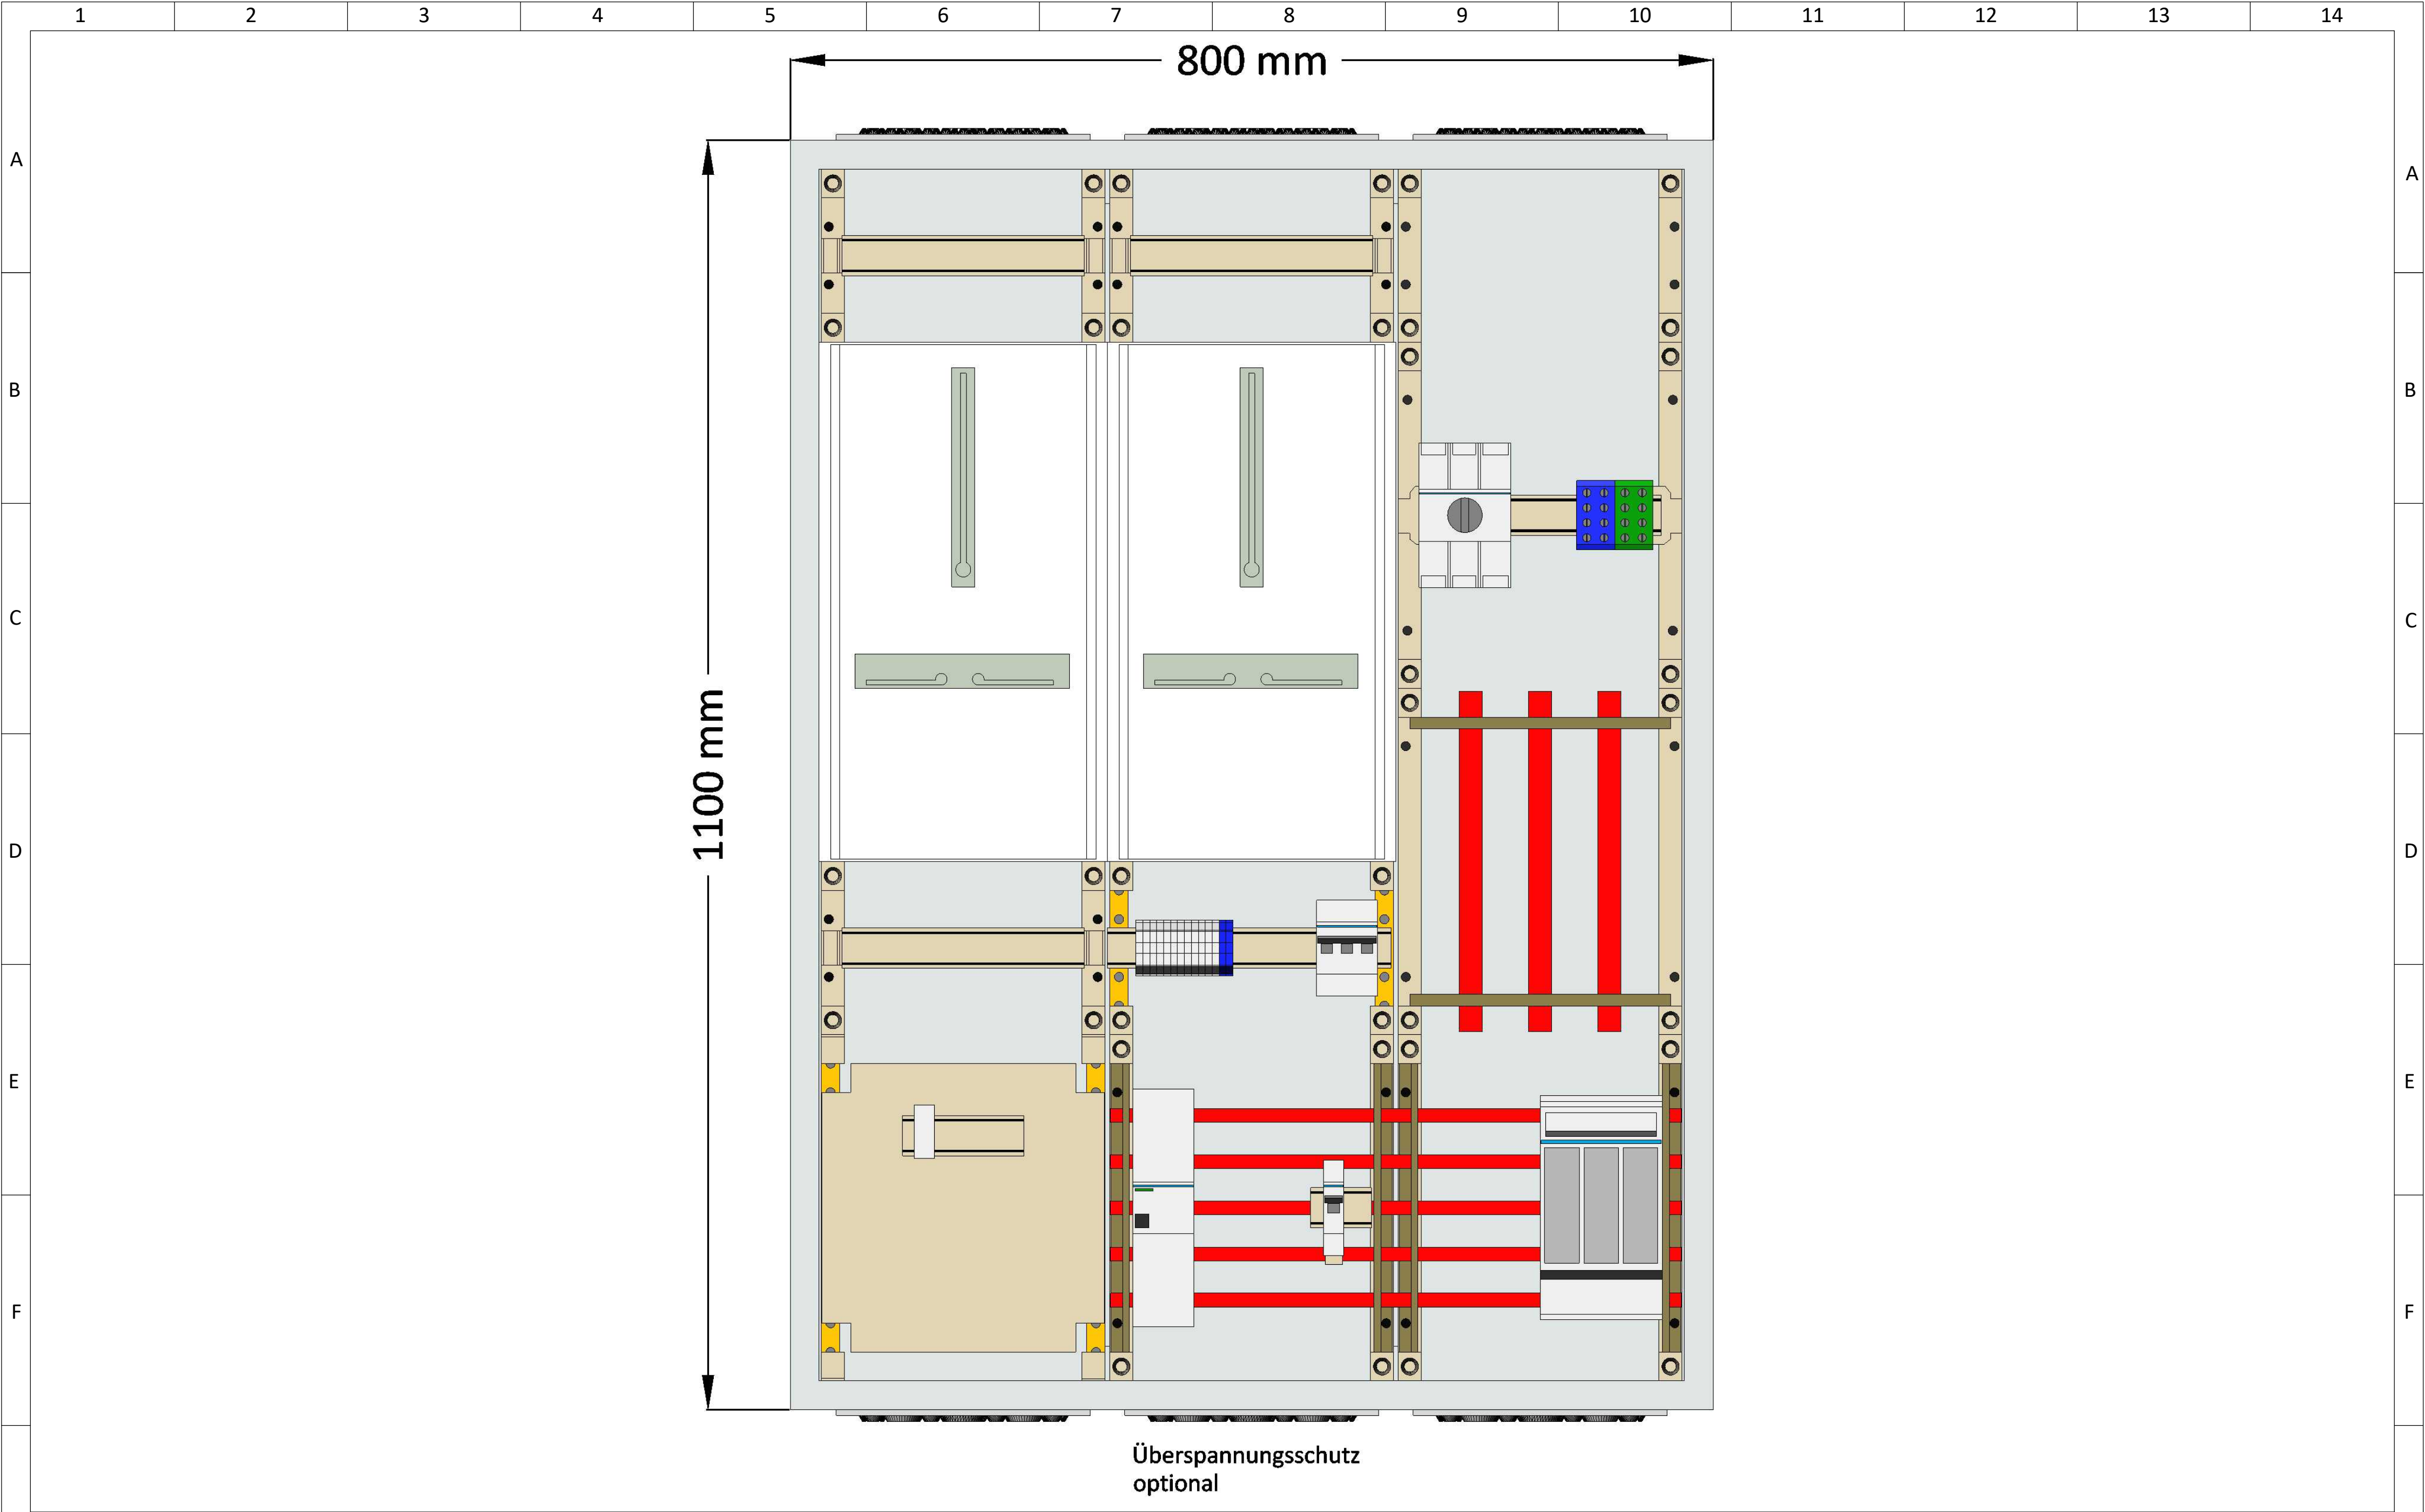 1 2 3 4 5 6 7 8 9 10 11 12 13 14
800 mm
A A
B B
C C
1100 mm
D D
E E
F F
Überspannungsschutz
optional